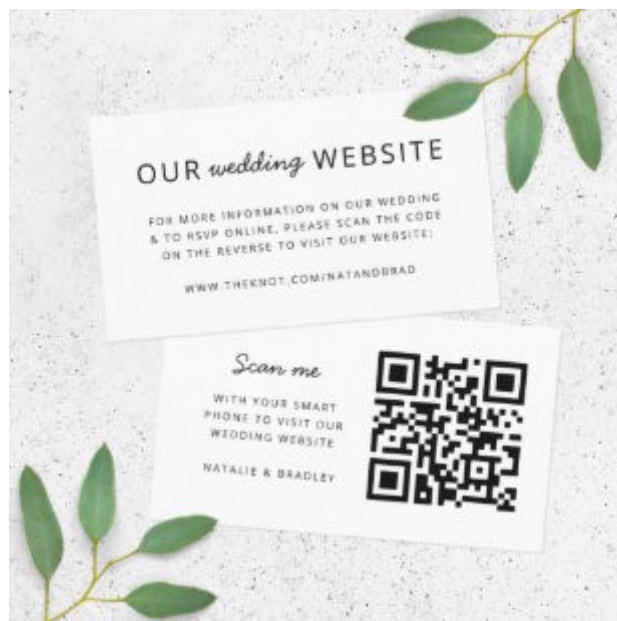 OUR wedding WEBSITE
FOR MORE INFORMATION ON OUR WEDDING
& TO RSVP ONLINE, PLEASE SCAN THE CODE
ON THE REVERSE TO VISIT OUR WEBSITE:
WWW.THEKNOT.COM/NATANDBRAD
Scan me
WITH YOUR SMART
PHONE TO VISIT OUR
WEDDING WEBSITE
NATALIE & BRADLEY